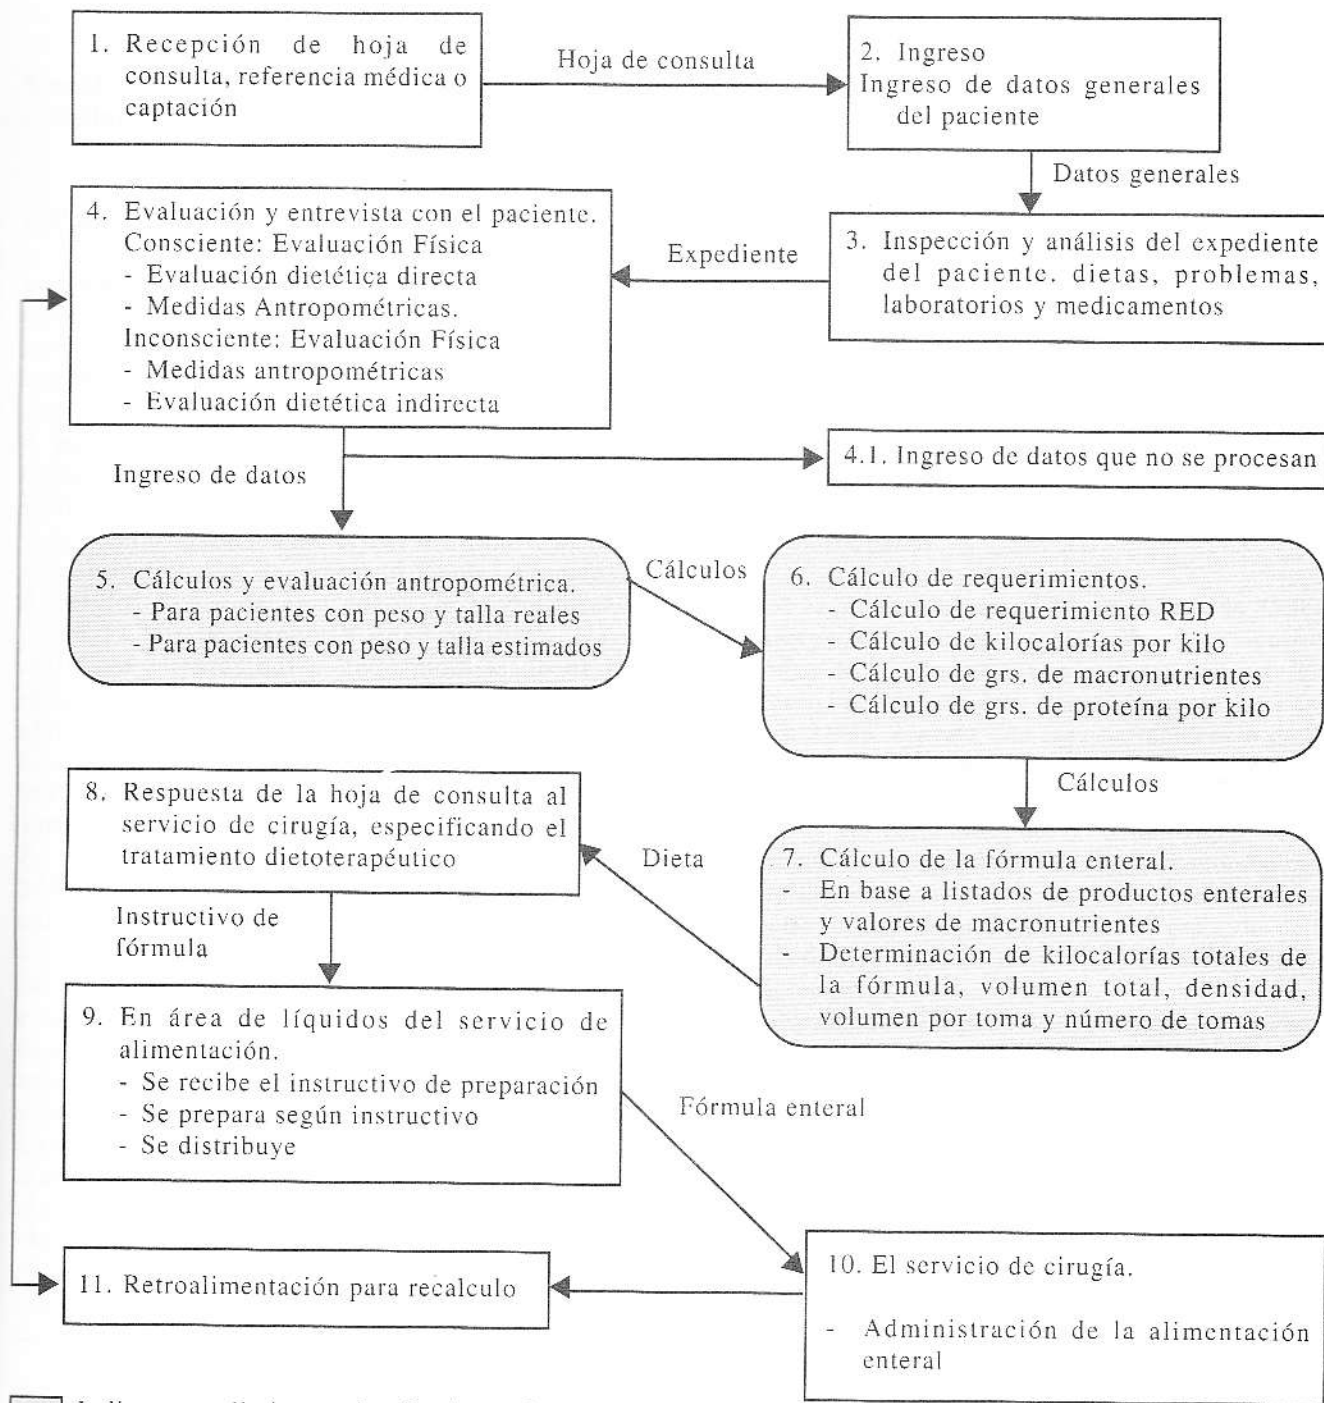 1. Recepción de hoja de
consulta, referencia médica o
captación
Hoja de consulta
2. Ingreso
Ingreso de datos generales
del paciente
Datos generales
3. Inspección y análisis del expediente
del paciente. dietas, problemas,
laboratorios y medicamentos
Expediente
4. Evaluación y entrevista con el paciente.
Consciente: Evaluación Física
- Evaluación dietética directa
- Medidas Antropométricas.
Inconsciente: Evaluación Física
- Medidas antropométricas
- Evaluación dietética indirecta
Ingreso de datos
4.1. Ingreso de datos que no se procesan
5. Cálculos y evaluación antropométrica.
- Para pacientes con peso y talla reales
- Para pacientes con peso y talla estimados
Cálculos
6. Cálculo de requerimientos.
- Cálculo de requerimiento RED
- Cálculo de kilocalorías por kilo
- Cálculo de grs. de macronutrientes
- Cálculo de grs. de proteína por kilo
Cálculos
7. Cálculo de la fórmula enteral.
- En base a listados de productos enterales
y valores de macronutrientes
- Determinación de kilocalorías totales de
la fórmula, volumen total, densidad,
volumen por toma y número de tomas
Dieta
8. Respuesta de la hoja de consulta al
servicio de cirugía, especificando el
tratamiento dietoterapéutico
Instructivo de
fórmula
9. En área de líquidos del servicio de
alimentación.
- Se recibe el instructivo de preparación
- Se prepara según instructivo
- Se distribuye
Fórmula enteral
10. El servicio de cirugía.
- Administración de la alimentación
enteral
11. Retroalimentación para recalculo